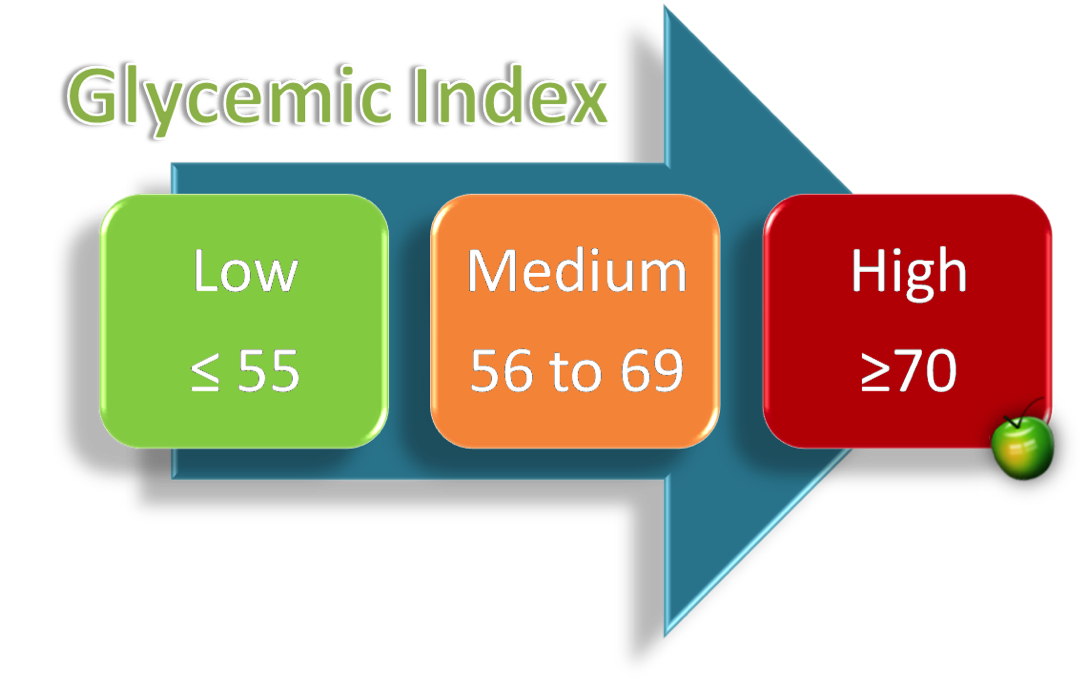 Glycemic Index
Low
≤ 55
Medium
56 to 69
High
≥70